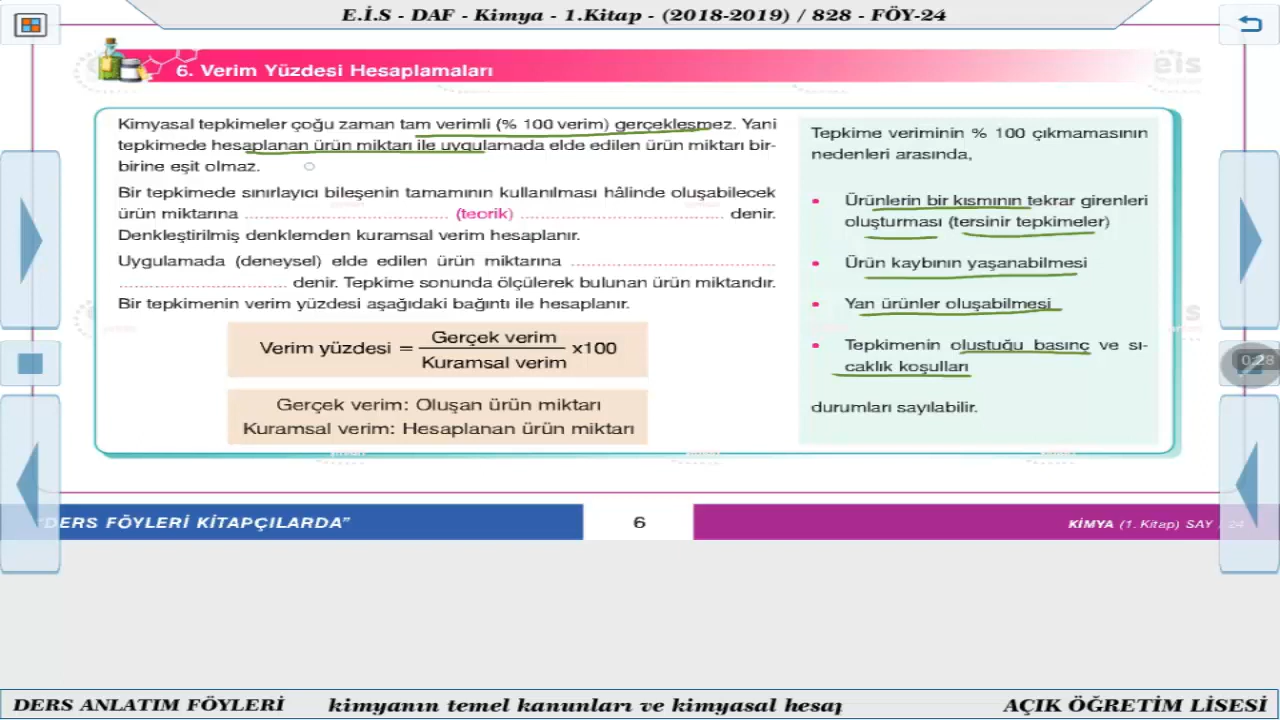 E.İ.S - DAF - Kimya - 1.Kitap - (2018-2019) / 828 - FÖY-24
6. Verim Yüzdesi Hesaplamaları
eis
Kimyasal tepkimeler çoğu zaman tam verimli (% 100 verim) gerçekleşmez. Yani
tepkimede hesaplanan ürün miktarı ile uygulamada elde edilen ürün miktarı bir-
birine eşit olmaz.
Bir tepkimede sınırlayıcı bileşenin tamamının kullanılması hâlinde oluşabilecek
ürün miktarına .................................................. (teorik) .................................................. denir.
Denkleştirilmiş denklemden kuramsal verim hesaplanır.
Uygulamada (deneysel) elde edilen ürün miktarına ..................................................
.......................................... denir. Tepkime sonunda ölçülerek bulunan ürün miktarıdır.
Bir tepkimenin verim yüzdesi aşağıdaki bağıntı ile hesaplanır.
Verim yüzdesi = Gerçek verim / Kuramsal verim x100
Gerçek verim: Oluşan ürün miktarı
Kuramsal verim: Hesaplanan ürün miktarı
Tepkime veriminin % 100 çıkmamasının
nedenleri arasında,
• Ürünlerin bir kısmının tekrar girenleri
oluşturması (tersinir tepkimeler)
• Ürün kaybının yaşanabilmesi
• Yan ürünler oluşabilmesi
• Tepkimenin oluştuğu basınç ve sı-
caklık koşulları
durumları sayılabilir.
0:28
"DERS FÖYLERİ KİTAPÇILARDA"
6
KİMYA (1. Kitap) SAY / 24
DERS ANLATIM FÖYLERİ
kimyanın temel kanunları ve kimyasal hesap
AÇIK ÖĞRETİM LİSESİ